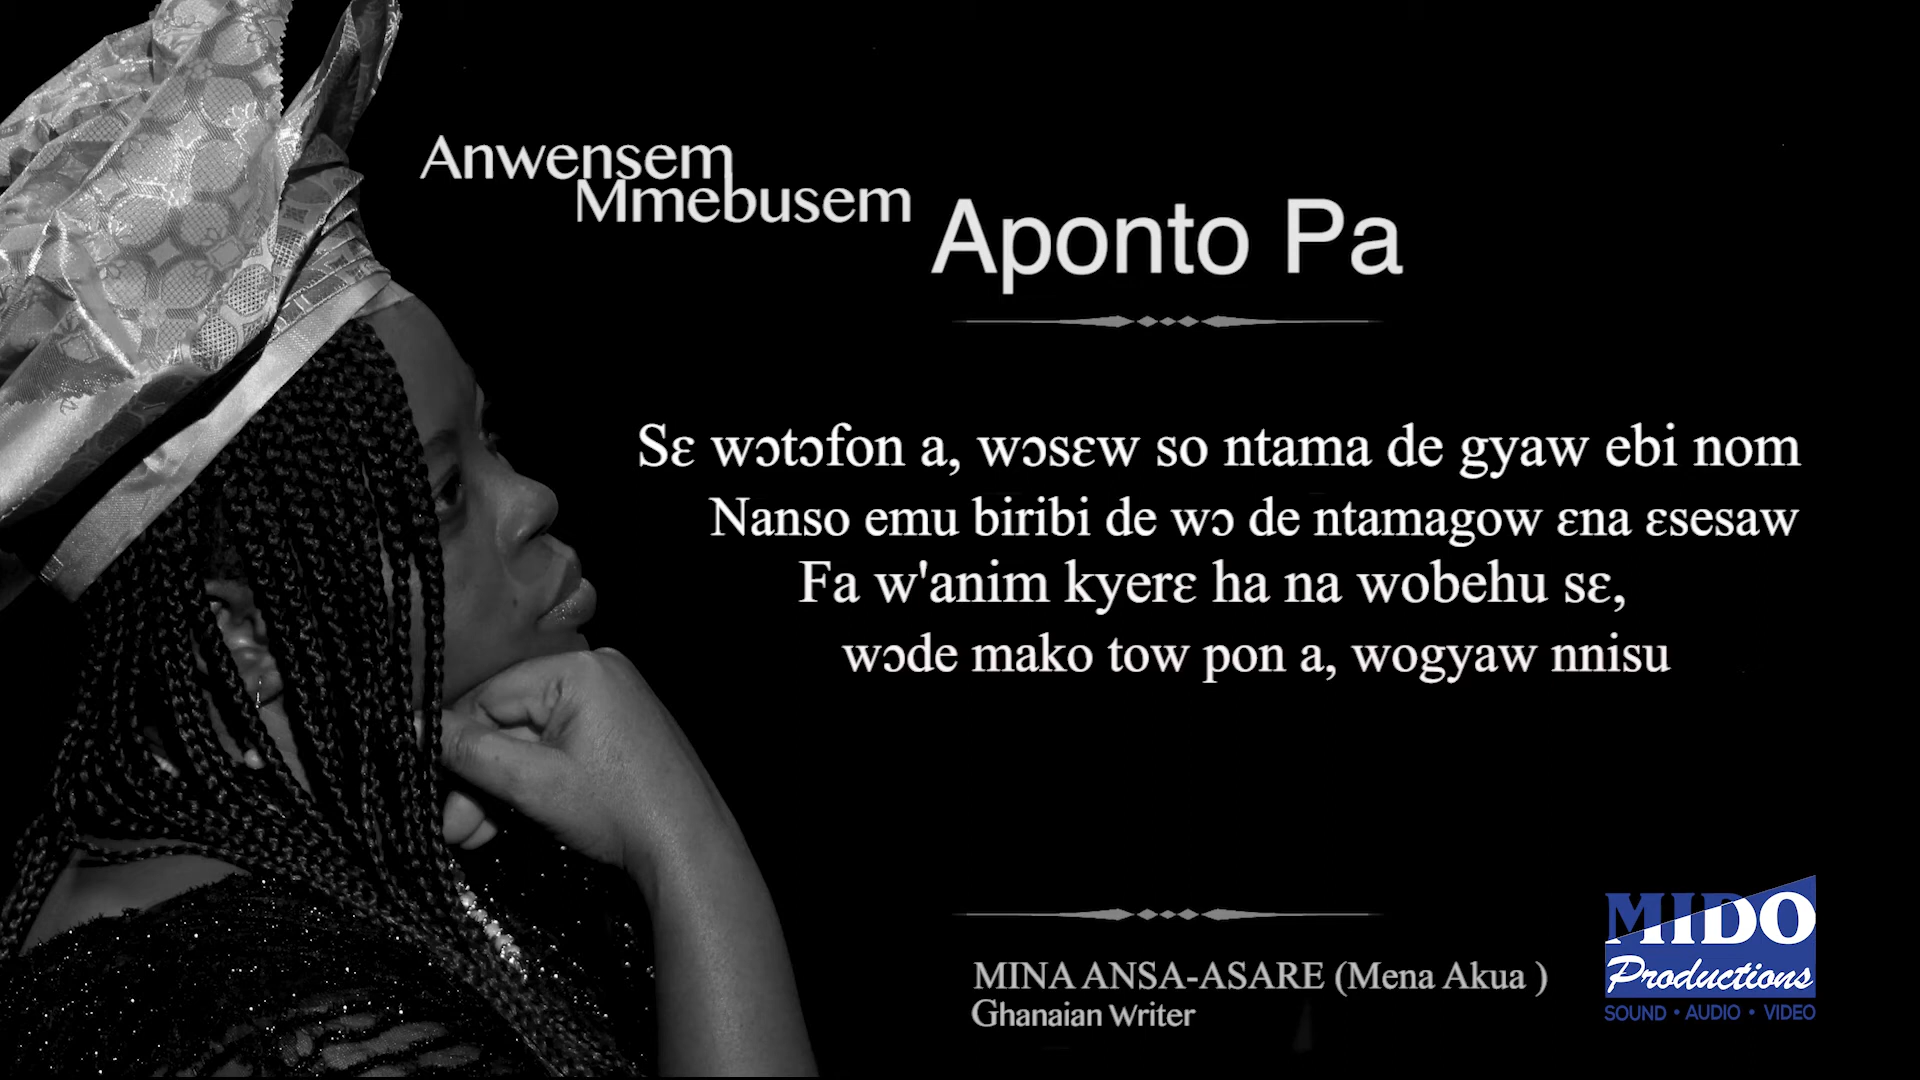 Anwensem
Mmebusem
Aponto Pa
Sɛ wɔtɔfon a, wɔsɛw so ntama de gyaw ebi nom
Nanso emu biribi de wɔ de ntamagow ɛna ɛsesaw
Fa w'anim kyerɛ ha na wobehu sɛ,
wɔde mako tow pon a, wogyaw nnisu
MINA ANSA-ASARE (Mena Akua )
Ghanaian Writer
MIDO
Productions
SOUND • AUDIO • VIDEO